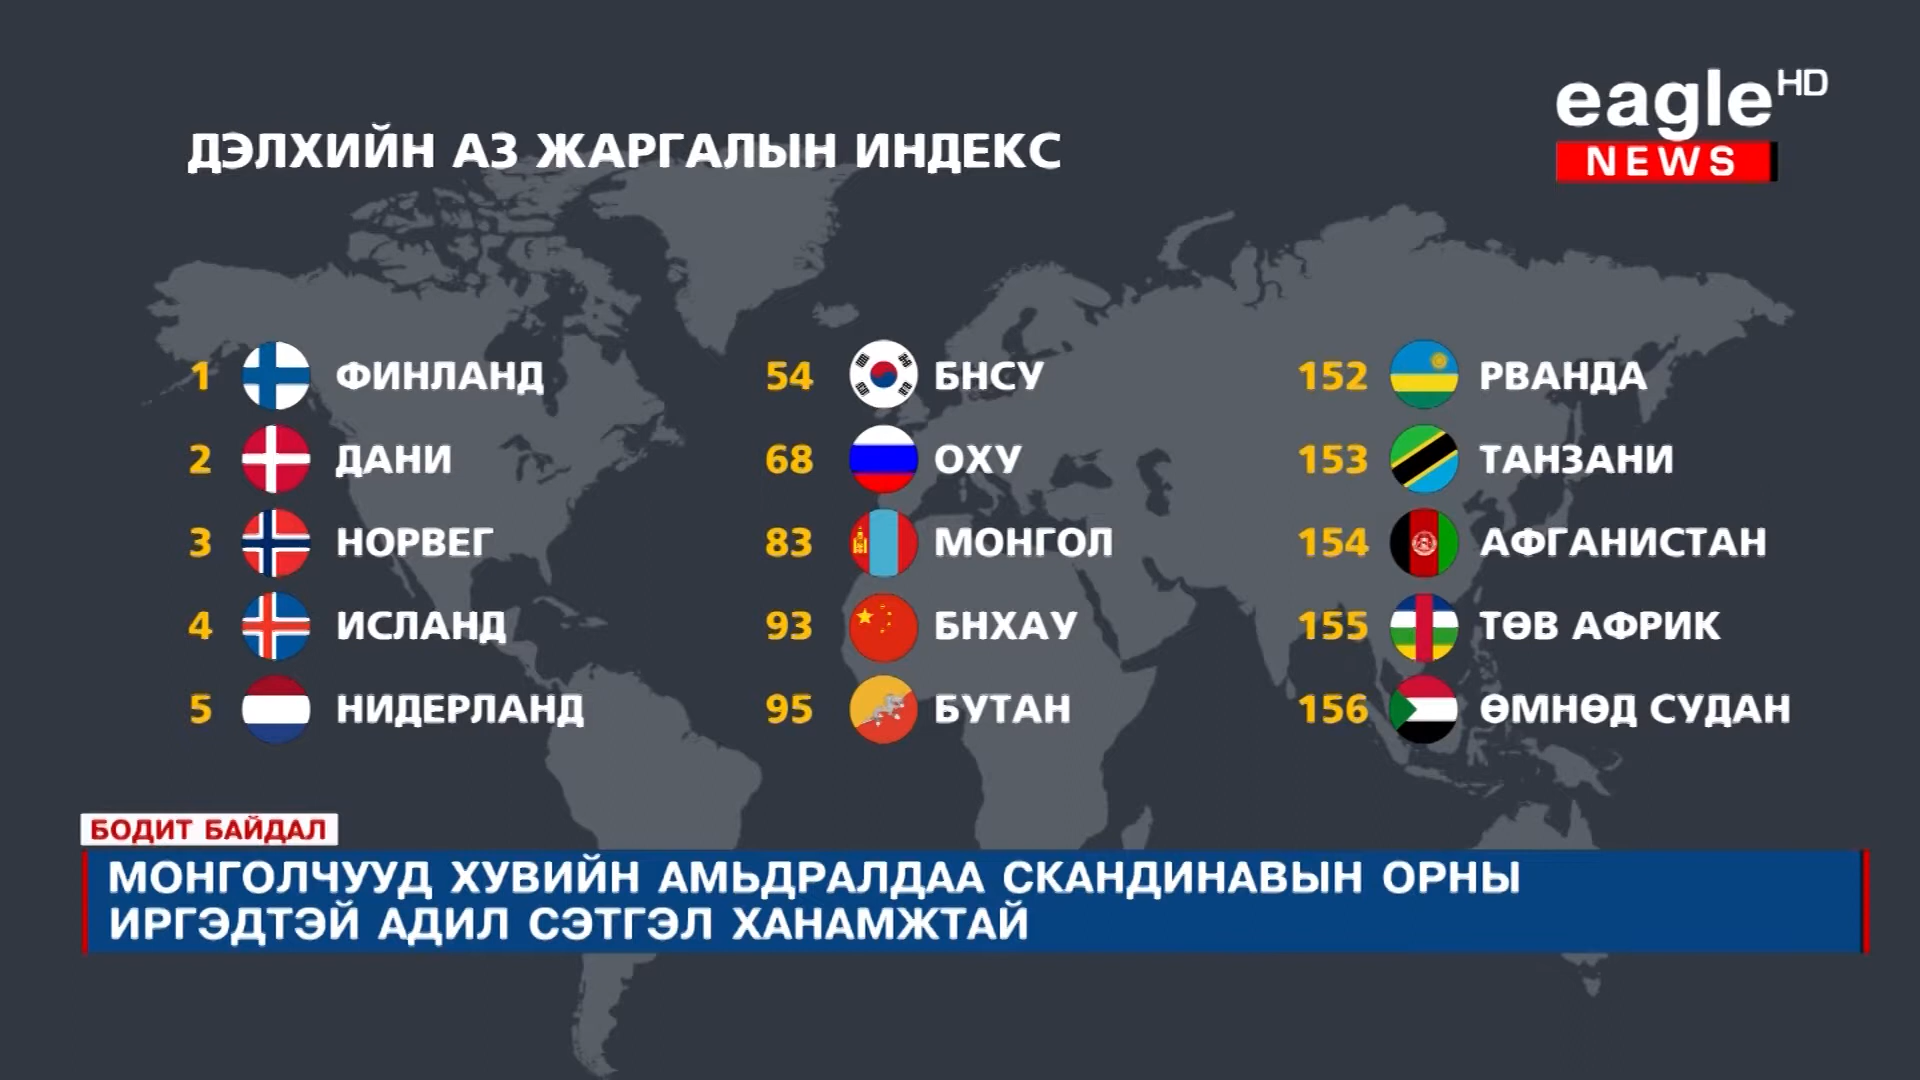 eagle HD
NEWS
ДЭЛХИЙН АЗ ЖАРГАЛЫН ИНДЕКС
1 ФИНЛАНД
2 ДАНИ
3 НОРВЕГ
4 ИСЛАНД
5 НИДЕРЛАНД
54 БНСУ
68 ОХУ
83 МОНГОЛ
93 БНХАУ
95 БУТАН
152 РВАНДА
153 ТАНЗАНИ
154 АФГАНИСТАН
155 ТӨВ АФРИК
156 ӨМНӨД СУДАН
БОДИТ БАЙДАЛ
МОНГОЛЧУУД ХУВИЙН АМЬДРАЛДАА СКАНДИНАВЫН ОРНЫ
ИРГЭДТЭЙ АДИЛ СЭТГЭЛ ХАНАМЖТАЙ